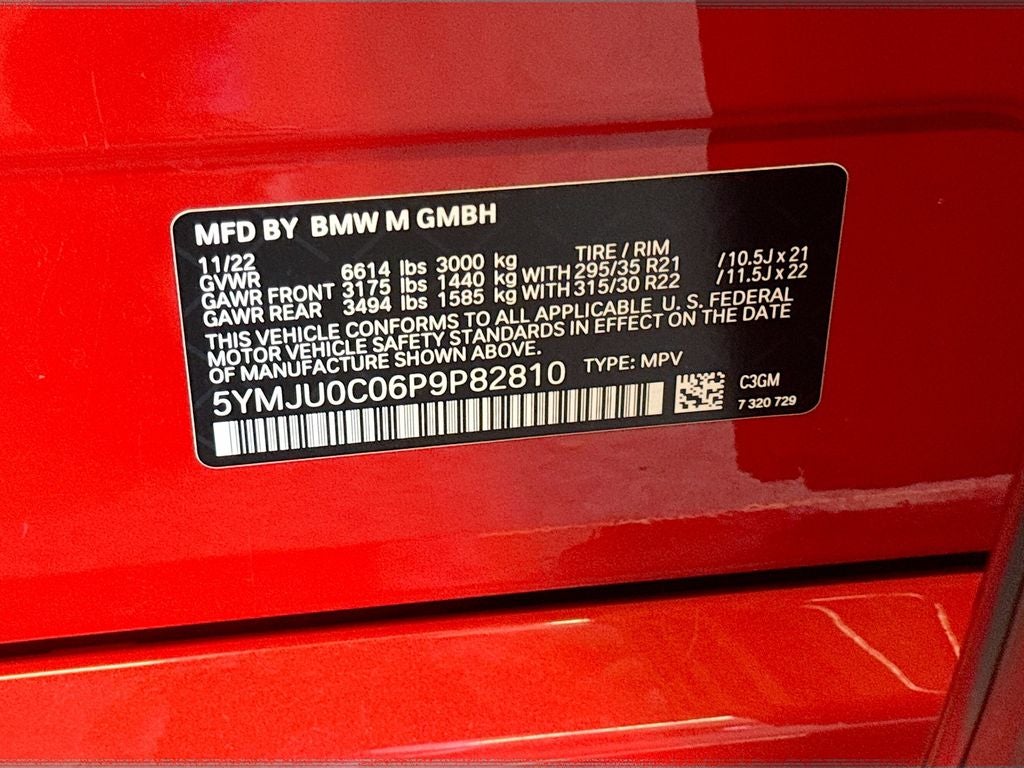 MFD BY BMW M GMBH
11/22 TIRE / RIM
GVWR 6614 lbs 3000 kg
GAWR FRONT 3175 lbs 1440 kg WITH 295/35 R21 /10.5J x 21
GAWR REAR 3494 lbs 1585 kg WITH 315/30 R22 /11.5J x 22
THIS VEHICLE CONFORMS TO ALL APPLICABLE U. S. FEDERAL
MOTOR VEHICLE SAFETY STANDARDS IN EFFECT ON THE DATE
OF MANUFACTURE SHOWN ABOVE.
TYPE: MPV
5YMJU0C06P9P82810
C3GM
7 320 729